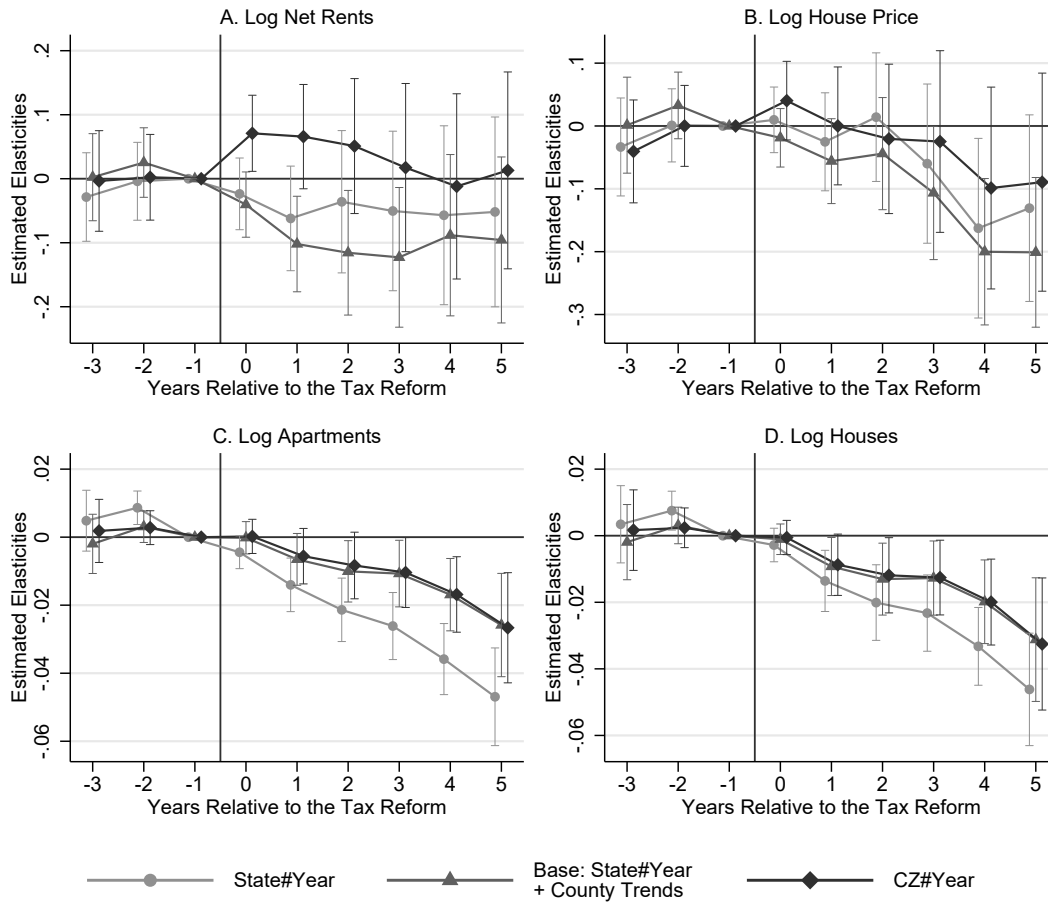 A. Log Net Rents
Estimated Elasticities
.2
.1
0
-.1
-.2
-3 -2 -1 0 1 2 3 4 5
Years Relative to the Tax Reform
B. Log House Price
Estimated Elasticities
.1
0
-.1
-.2
-.3
-3 -2 -1 0 1 2 3 4 5
Years Relative to the Tax Reform
C. Log Apartments
Estimated Elasticities
.02
0
-.02
-.04
-.06
-3 -2 -1 0 1 2 3 4 5
Years Relative to the Tax Reform
D. Log Houses
Estimated Elasticities
.02
0
-.02
-.04
-.06
-3 -2 -1 0 1 2 3 4 5
Years Relative to the Tax Reform
State#Year
Base: State#Year
+ County Trends
CZ#Year